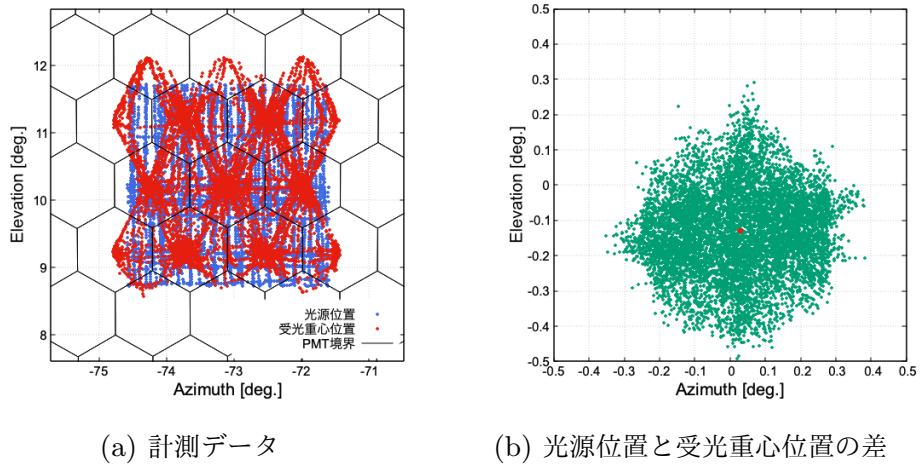 12
11
10
9
8
Elevation [deg.]
光源位置
受光重心位置
PMT境界
-75
-74
-73
-72
-71
Azimuth [deg.]
(a) 計測データ
0.5
0.4
0.3
0.2
0.1
0
-0.1
-0.2
-0.3
-0.4
-0.5
Elevation [deg.]
-0.5 -0.4 -0.3 -0.2 -0.1 0 0.1 0.2 0.3 0.4 0.5
Azimuth [deg.]
(b) 光源位置と受光重心位置の差